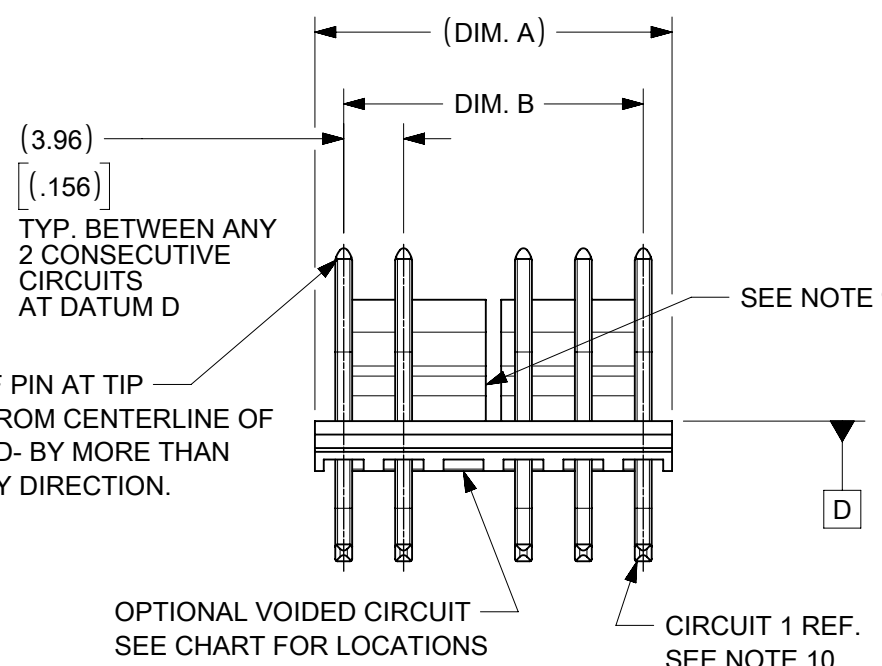 (DIM. A)
DIM. B
(3.96)
[(.156)]
TYP. BETWEEN ANY
2 CONSECUTIVE
CIRCUITS
AT DATUM D
SEE NOTE
PIN AT TIP
FROM CENTERLINE OF
D- BY MORE THAN
Y DIRECTION.
D
OPTIONAL VOIDED CIRCUIT
SEE CHART FOR LOCATIONS
CIRCUIT 1 REF.
SEE NOTE 10